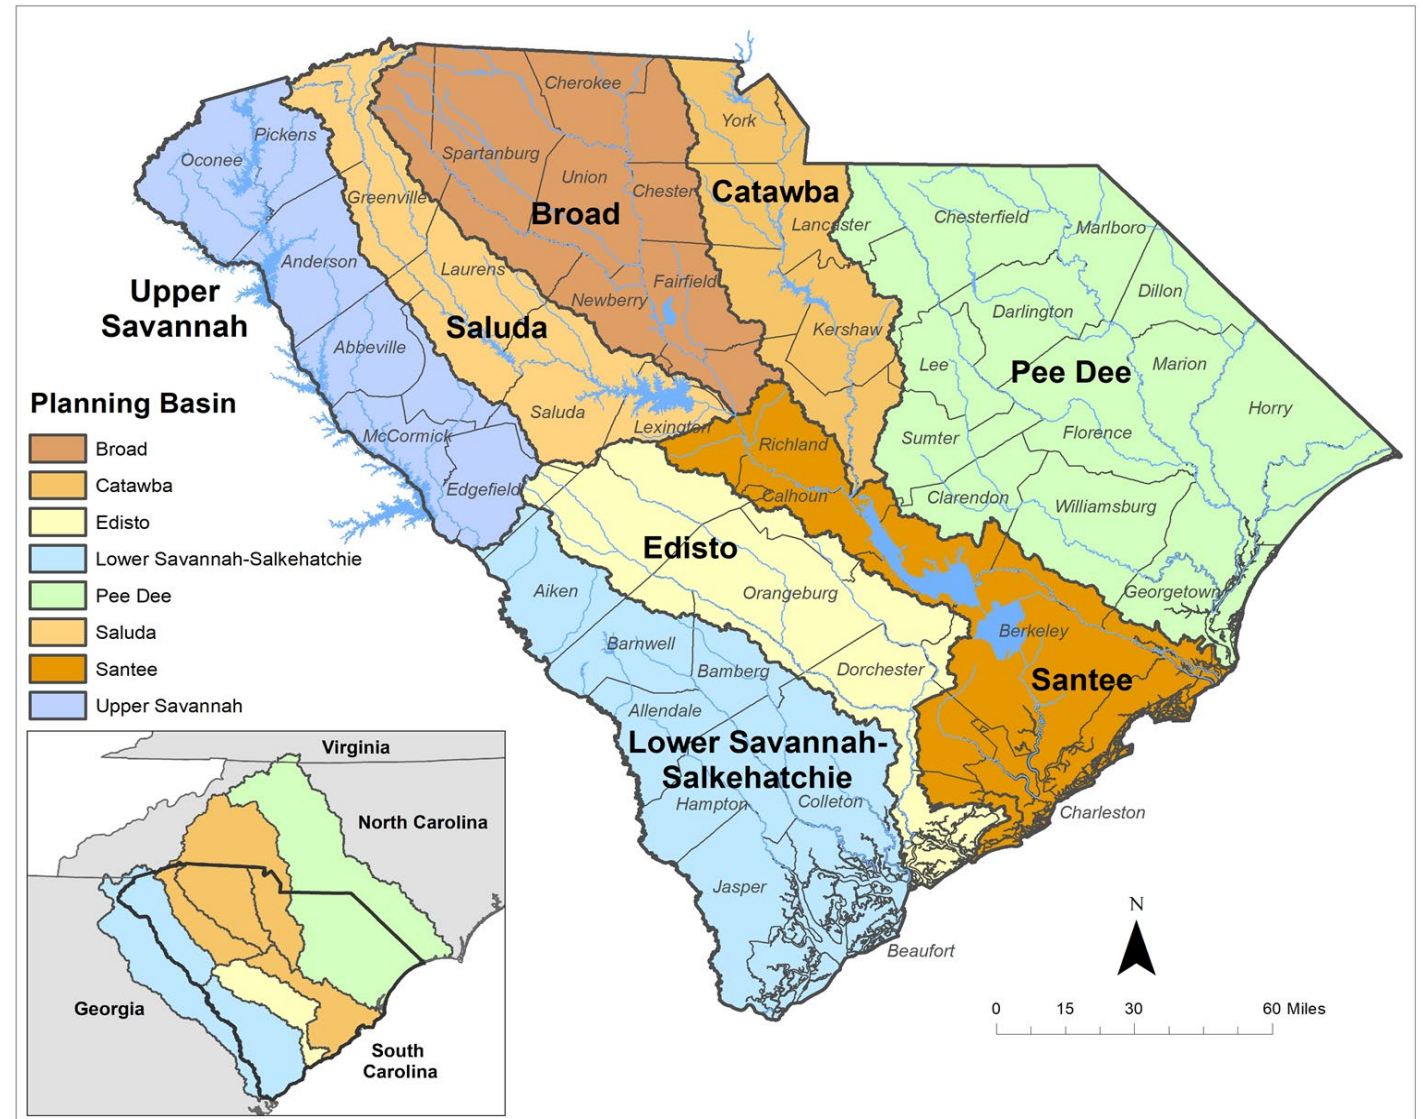 Cherokee
York
Pickens
Oconee
Spartanburg
Union
Chester
Catawba
Greenville
Broad
Lancaster
Chesterfield
Marlboro
Anderson
Laurens
Fairfield
Newberry
Dillon
Upper
Savannah
Saluda
Kershaw
Darlington
Abbeville
Lee
Pee Dee
Marion
Planning Basin
Saluda
Horry
McCormick
Lexington
Richland
Sumter
Florence
Broad
Catawba
Edisto
Lower Savannah-Salkehatchie
Pee Dee
Saluda
Santee
Upper Savannah
Edgefield
Calhoun
Clarendon
Williamsburg
Edisto
Aiken
Orangeburg
Georgetown
Barnwell
Bamberg
Dorchester
Berkeley
Santee
Allendale
Lower Savannah-
Salkehatchie
Hampton
Colleton
Charleston
Jasper
Beaufort
Virginia
North Carolina
Georgia
South
Carolina
N
0 15 30 60 Miles